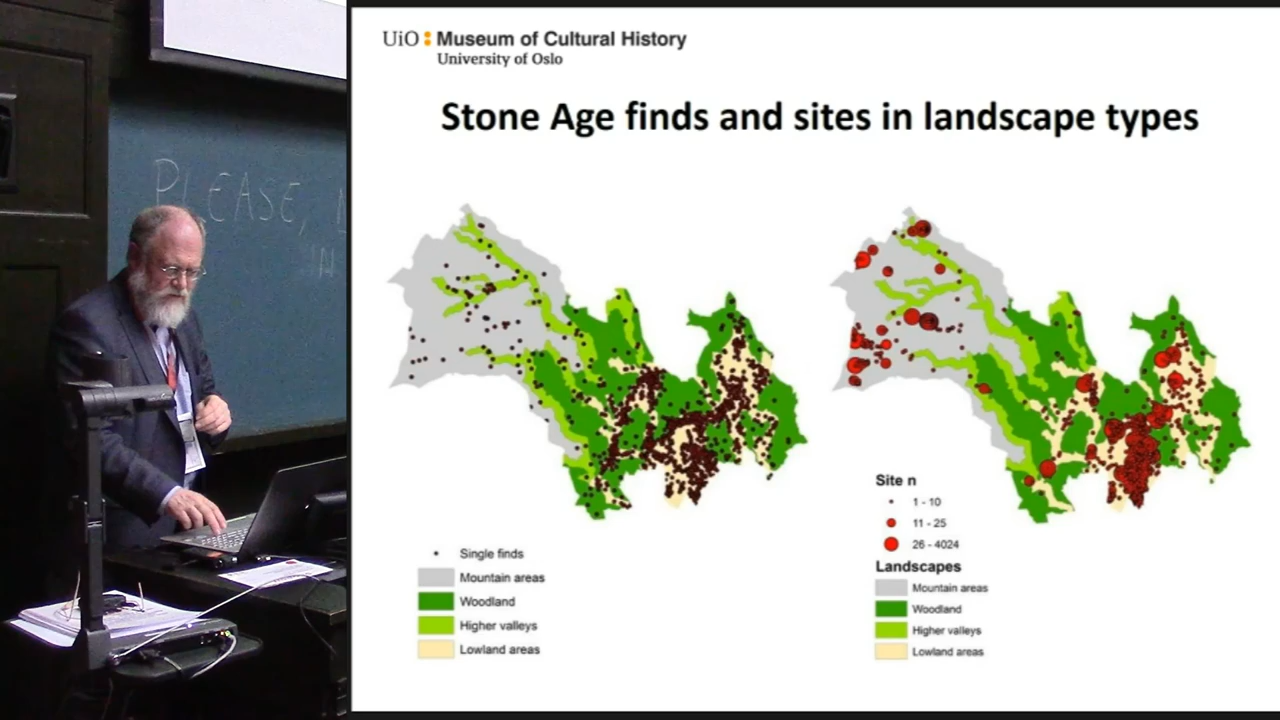 PLEASE,
UiO Museum of Cultural History
University of Oslo
Stone Age finds and sites in landscape types
Single finds
Mountain areas
Woodland
Higher valleys
Lowland areas
Site n
1 - 10
11 - 25
26 - 4024
Landscapes
Mountain areas
Woodland
Higher valleys
Lowland areas